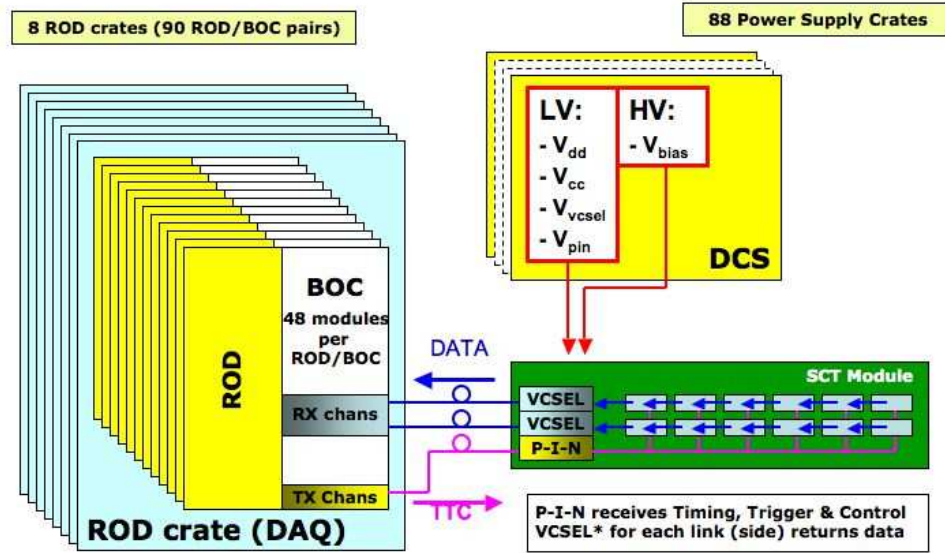 8 ROD crates (90 ROD/BOC pairs)
88 Power Supply Crates
LV:
- Vdd
- Vcc
- Vvcsel
- Vpin
HV:
- Vbias
DCS
ROD
BOC
48 modules
per
ROD/BOC
RX chans
TX Chans
ROD crate (DAQ)
DATA
TTC
SCT Module
VCSEL
VCSEL
P-I-N
P-I-N receives Timing, Trigger & Control
VCSEL* for each link (side) returns data